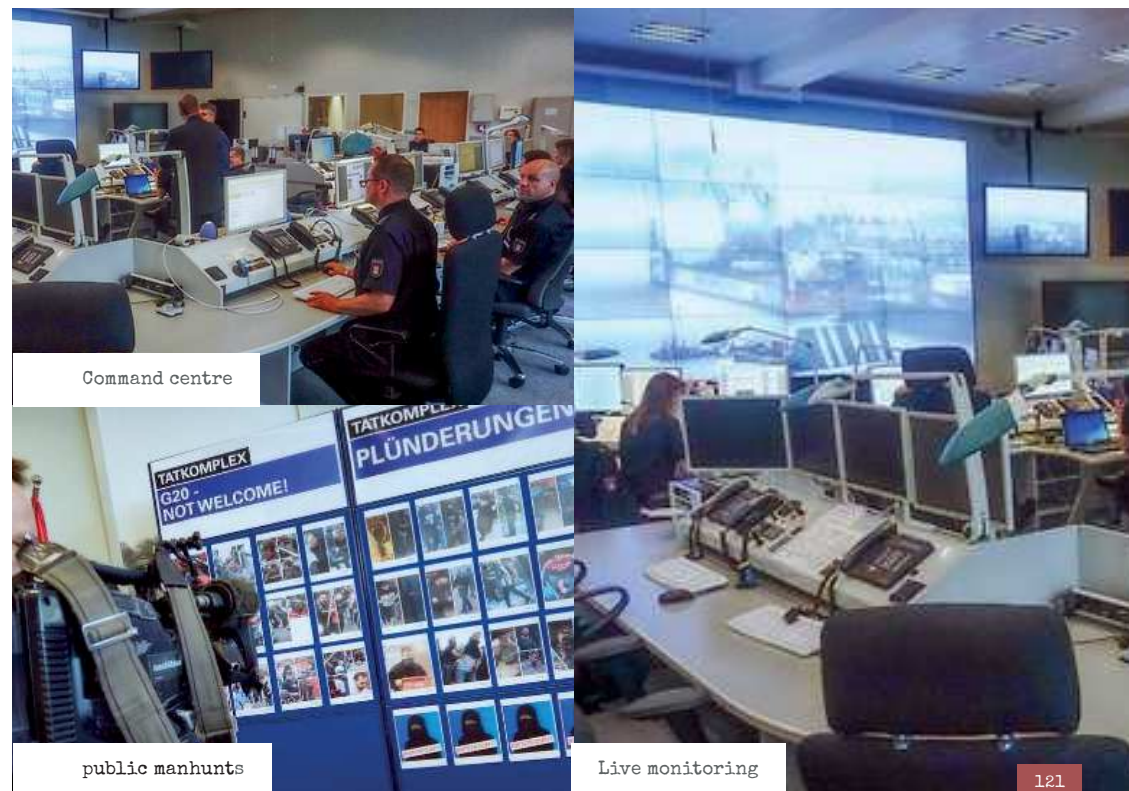 Command centre
TATKOMPLEX
G20 -
NOT WELCOME!
TATKOMPLEX
PLÜNDERUNGEN
public manhunts
Live monitoring
121